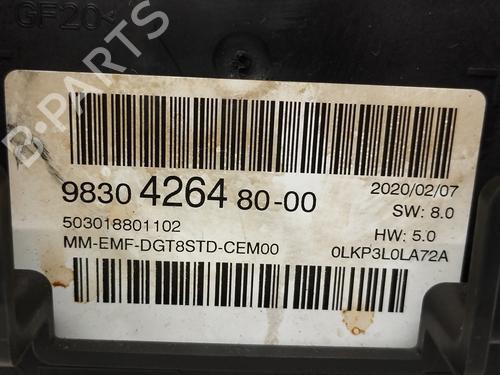 GF20<
B-PARTS
9830 4264 80-00
2020/02/07
SW: 8.0
503018801102
HW: 5.0
MM-EMF-DGT8STD-CEM00
0LKP3L0LA72A